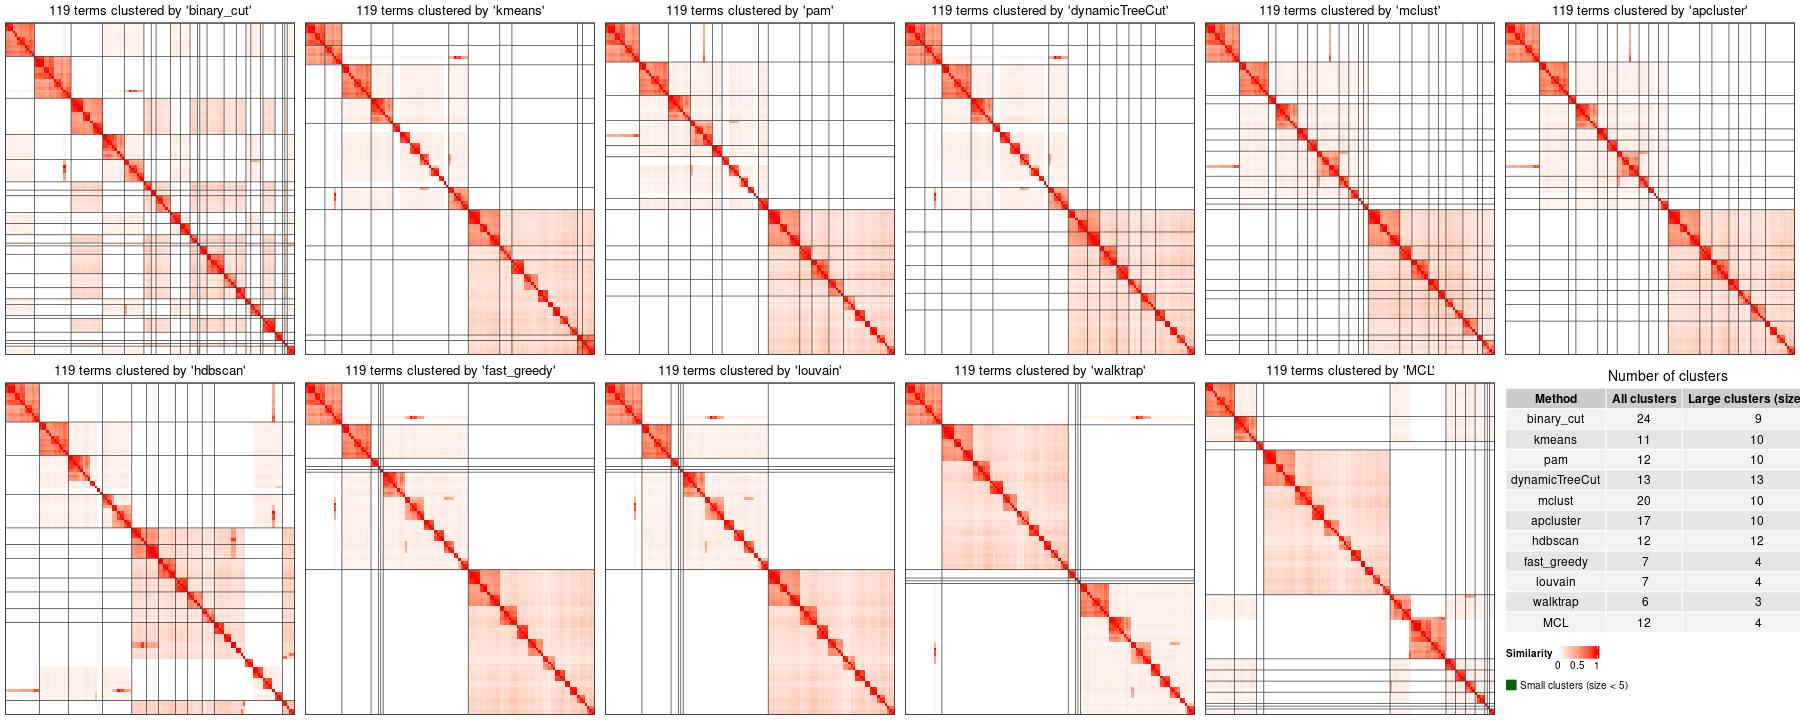 119 terms clustered by 'binary_cut'
119 terms clustered by 'kmeans'
119 terms clustered by 'pam'
119 terms clustered by 'dynamicTreeCut'
119 terms clustered by 'mclust'
119 terms clustered by 'apcluster'
119 terms clustered by 'hdbscan'
119 terms clustered by 'fast_greedy'
119 terms clustered by 'louvain'
119 terms clustered by 'walktrap'
119 terms clustered by 'MCL'
Number of clusters
Method All clusters Large clusters (size
binary_cut 24 9
kmeans 11 10
pam 12 10
dynamicTreeCut 13 13
mclust 20 10
apcluster 17 10
hdbscan 12 12
fast_greedy 7 4
louvain 7 4
walktrap 6 3
MCL 12 4
Similarity
0 0.5 1
Small clusters (size < 5)